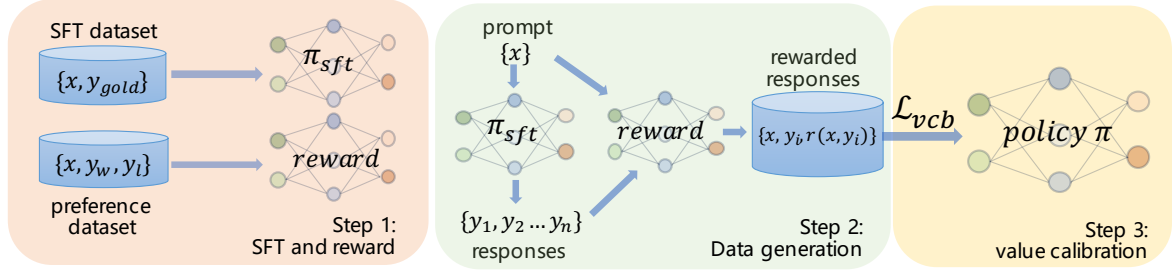 SFT dataset
{x, y_gold}
π_sft
{x, y_w, y_l}
reward
preference
dataset
Step 1:
SFT and reward
prompt
{x}
π_sft
{y_1, y_2 ... y_n}
responses
reward
rewarded
responses
{x, y_i, r(x, y_i)}
Step 2:
Data generation
ℒ_vcb
policy π
Step 3:
value calibration